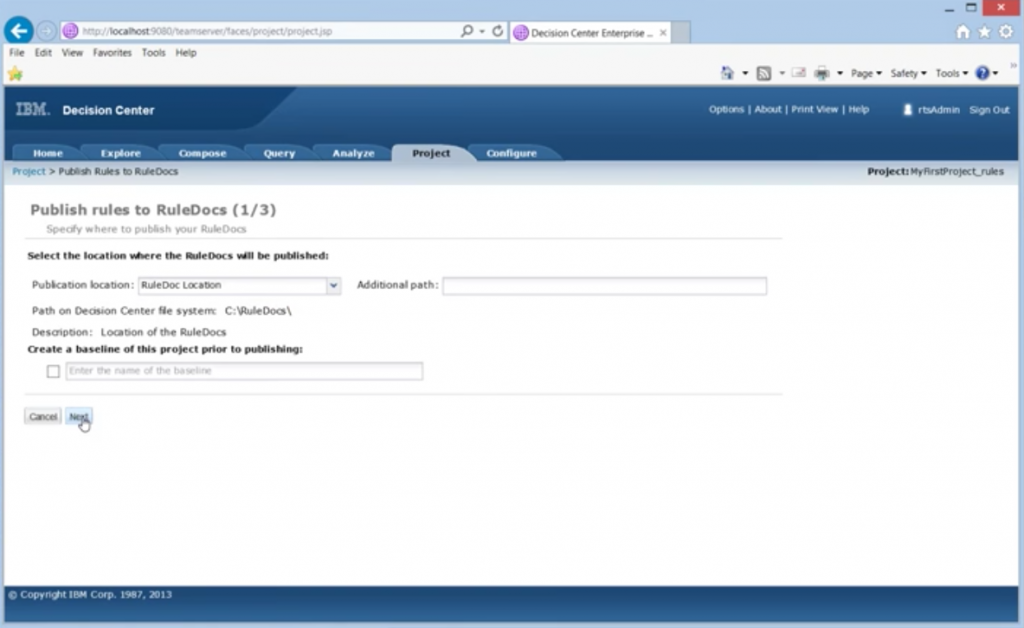 http://localhost:9080/teamserver/faces/project/project.jsp
Decision Center Enterprise ...
File Edit View Favorites Tools Help
Page Safety Tools
IBM. Decision Center
Options | About | Print View | Help rtsAdmin Sign Out
Home Explore Compose Query Analyze Project Configure
Project > Publish Rules to RuleDocs Project: MyFirstProject_rules
Publish rules to RuleDocs (1/3)
Specify where to publish your RuleDocs
Select the location where the RuleDocs will be published:
Publication location: RuleDoc Location Additional path:
Path on Decision Center file system: C:\RuleDocs\
Description: Location of the RuleDocs
Create a baseline of this project prior to publishing:
Enter the name of the baseline
Cancel Next
© Copyright IBM Corp. 1987, 2013